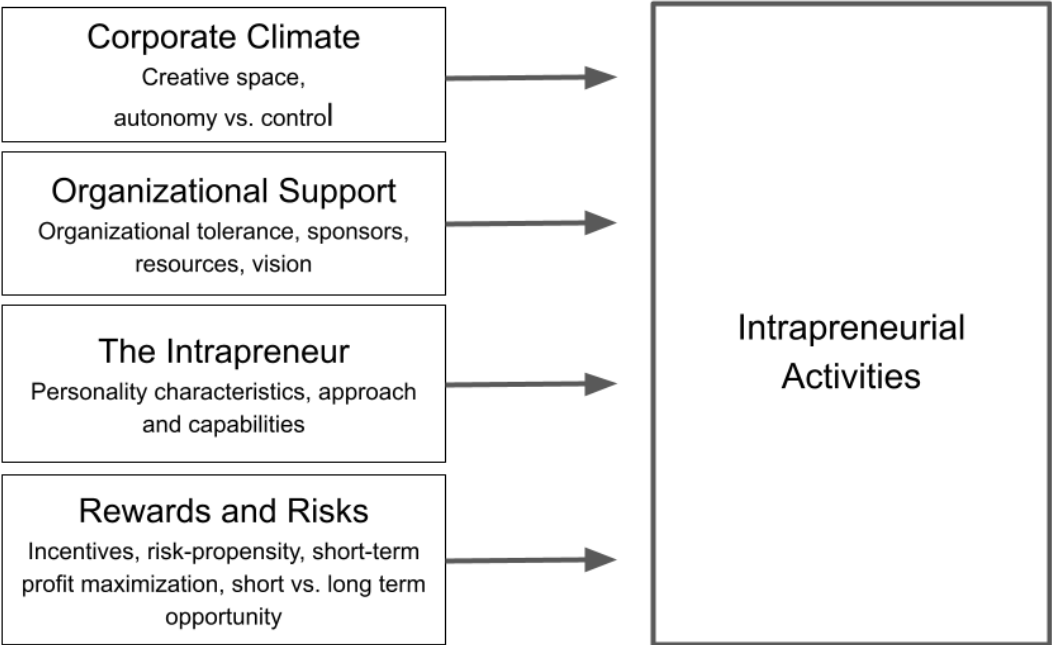 Corporate Climate
Creative space,
autonomy vs. control
Organizational Support
Organizational tolerance, sponsors,
resources, vision
The Intrapreneur
Personality characteristics, approach
and capabilities
Rewards and Risks
Incentives, risk-propensity, short-term
profit maximization, short vs. long term
opportunity
Intrapreneurial
Activities